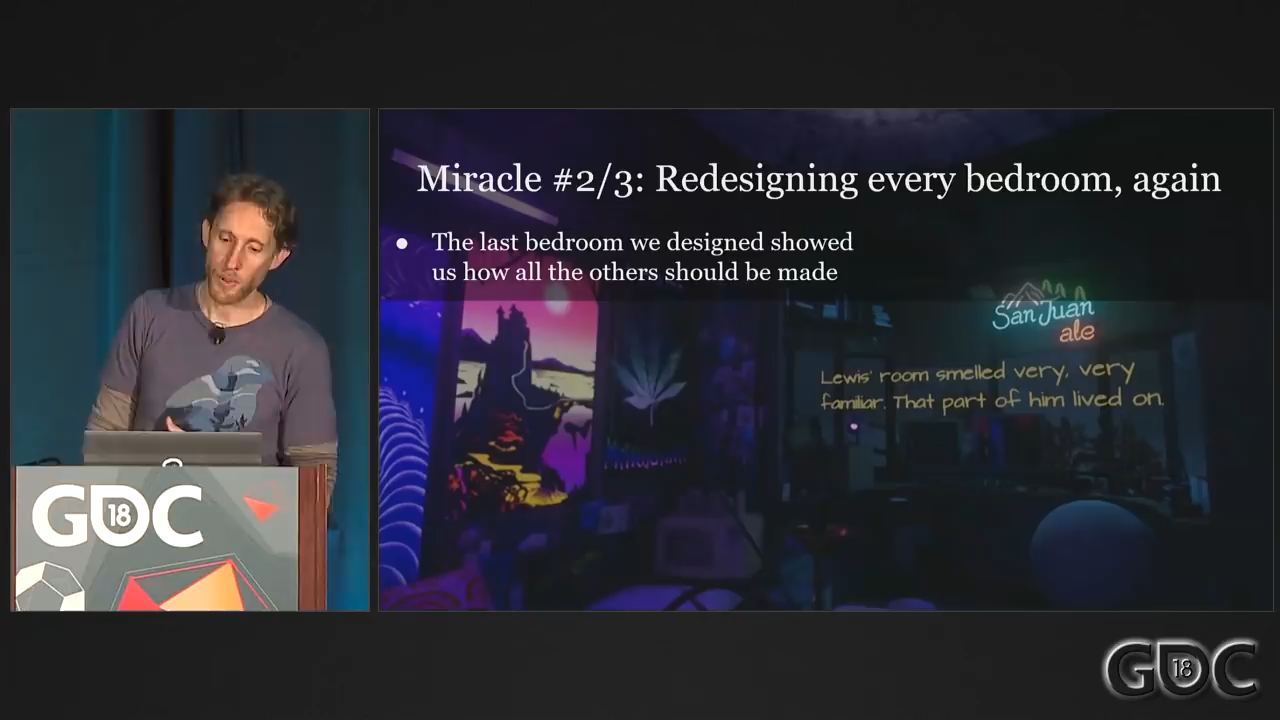 Miracle #2/3: Redesigning every bedroom, again
● The last bedroom we designed showed
us how all the others should be made
San Juan
ale
Lewis' room smelled very, very
familiar. That part of him lived on.
GDC 18
GDC 18